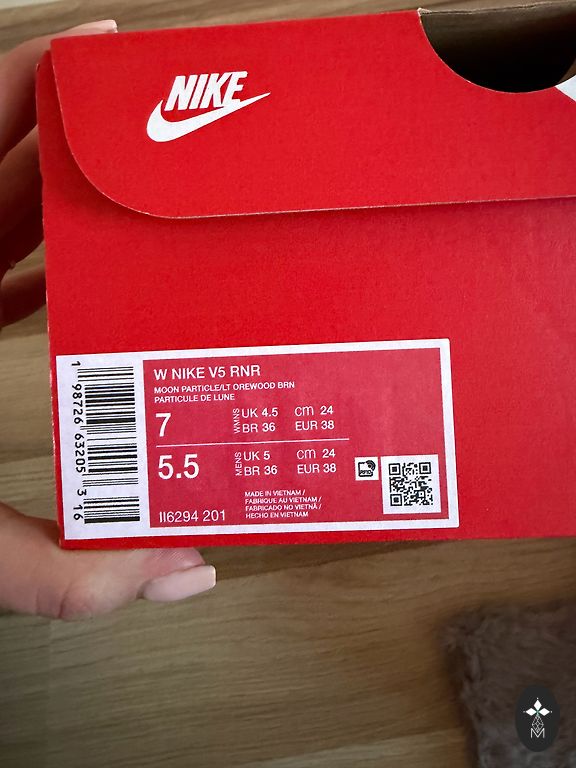 NIKE
W NIKE V5 RNR
MOON PARTICLE/LT OREWOOD BRN
PARTICULE DE LUNE
7 WMNS UK 4.5 cm 24
BR 36 EUR 38
5.5 MENS UK 5 cm 24
BR 36 EUR 38
MADE IN VIETNAM /
FABRIQUE AU VIETNAM /
FABRICADO NO VIETNÃ /
HECHO EN VIETNAM
II6294 201
1 98726 63205 3 16
M